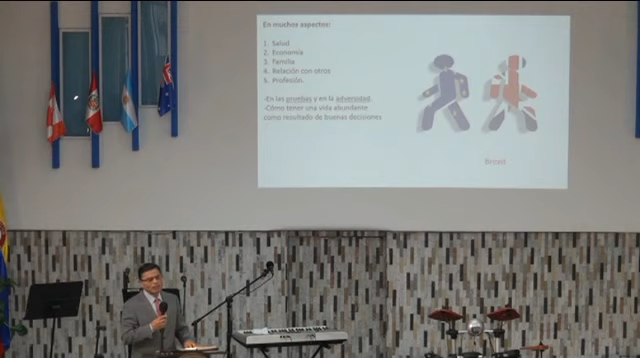 En muchos aspectos:
1. Salud
2. Economía
3. Familia
4. Relación con otros
5. Profesión.
-En las pruebas y en la adversidad.
-Cómo tener una vida abundante
como resultado de buenas decisiones